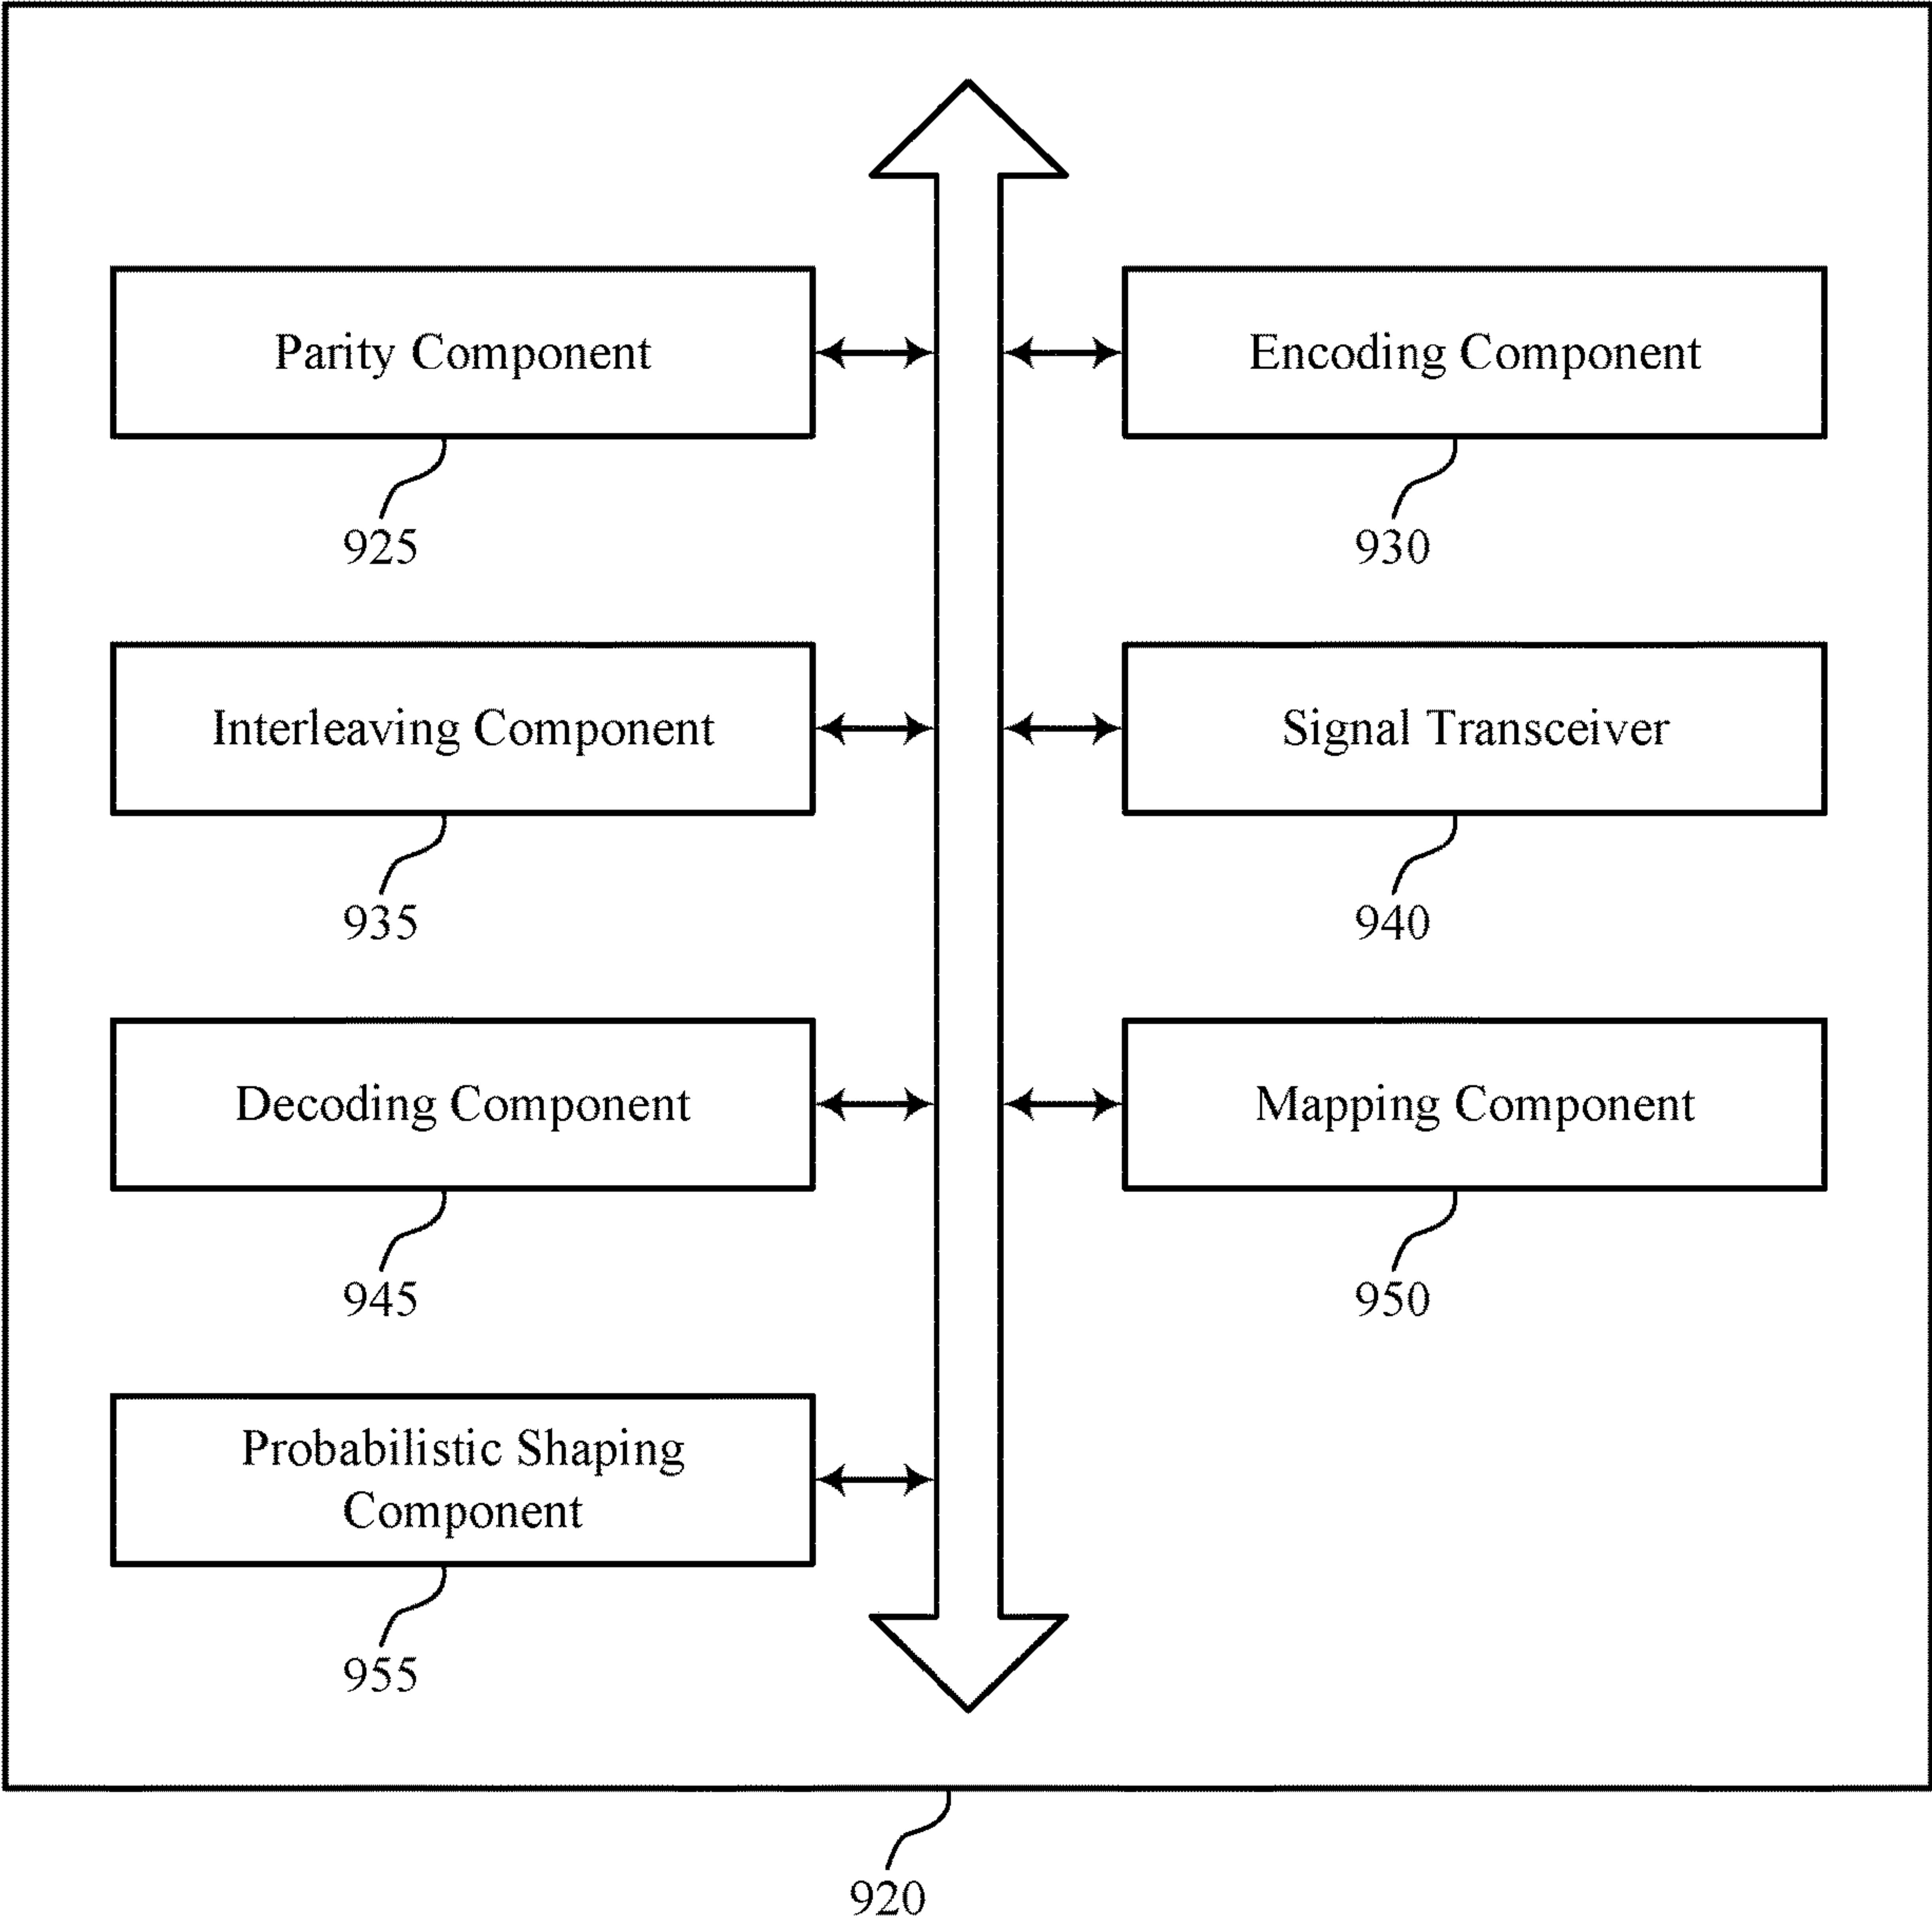 Parity Component
Encoding Component
925
930
Interleaving Component
Signal Transceiver
935
940
Decoding Component
Mapping Component
945
950
Probabilistic Shaping
Component
955
920